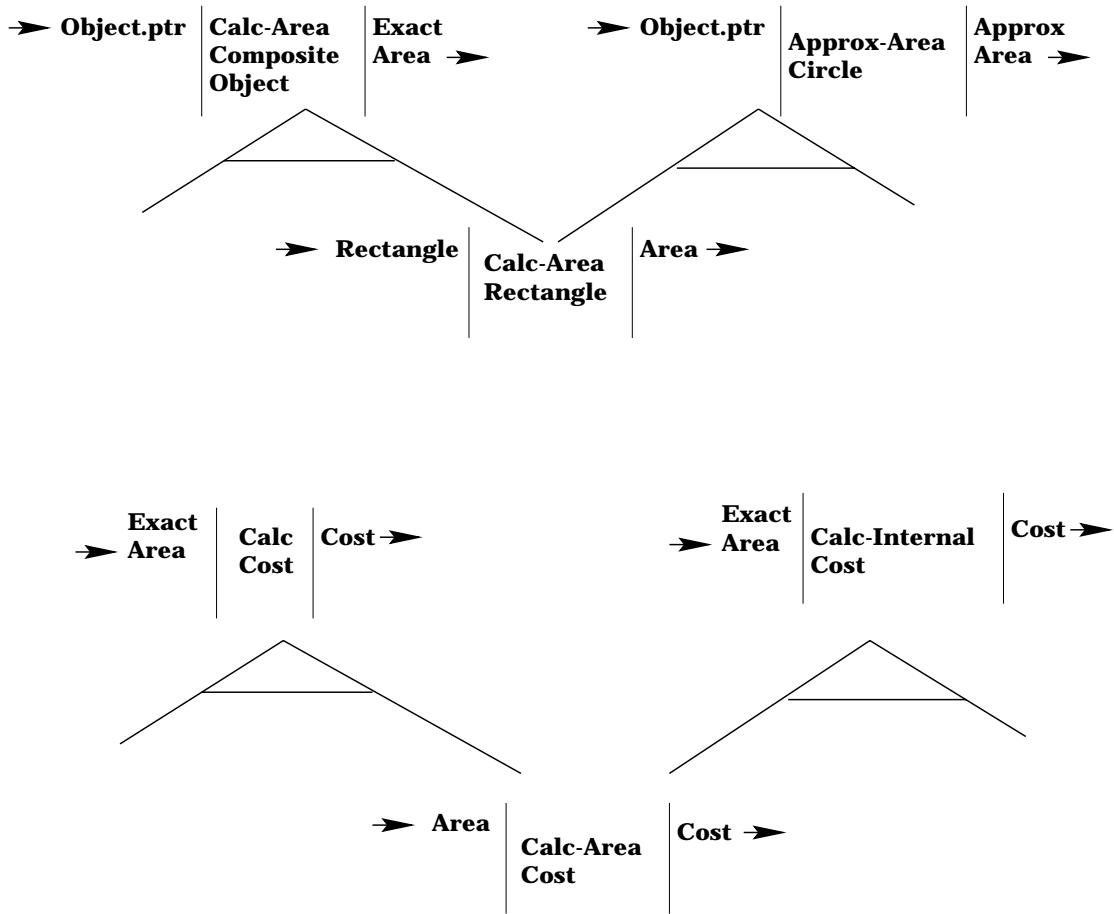 Object.ptr
Calc-Area
Composite
Object
Exact
Area
Object.ptr
Approx-Area
Circle
Approx
Area
Rectangle
Calc-Area
Rectangle
Area
Exact
Area
Calc
Cost
Cost
Exact
Area
Calc-Internal
Cost
Cost
Area
Calc-Area
Cost
Cost